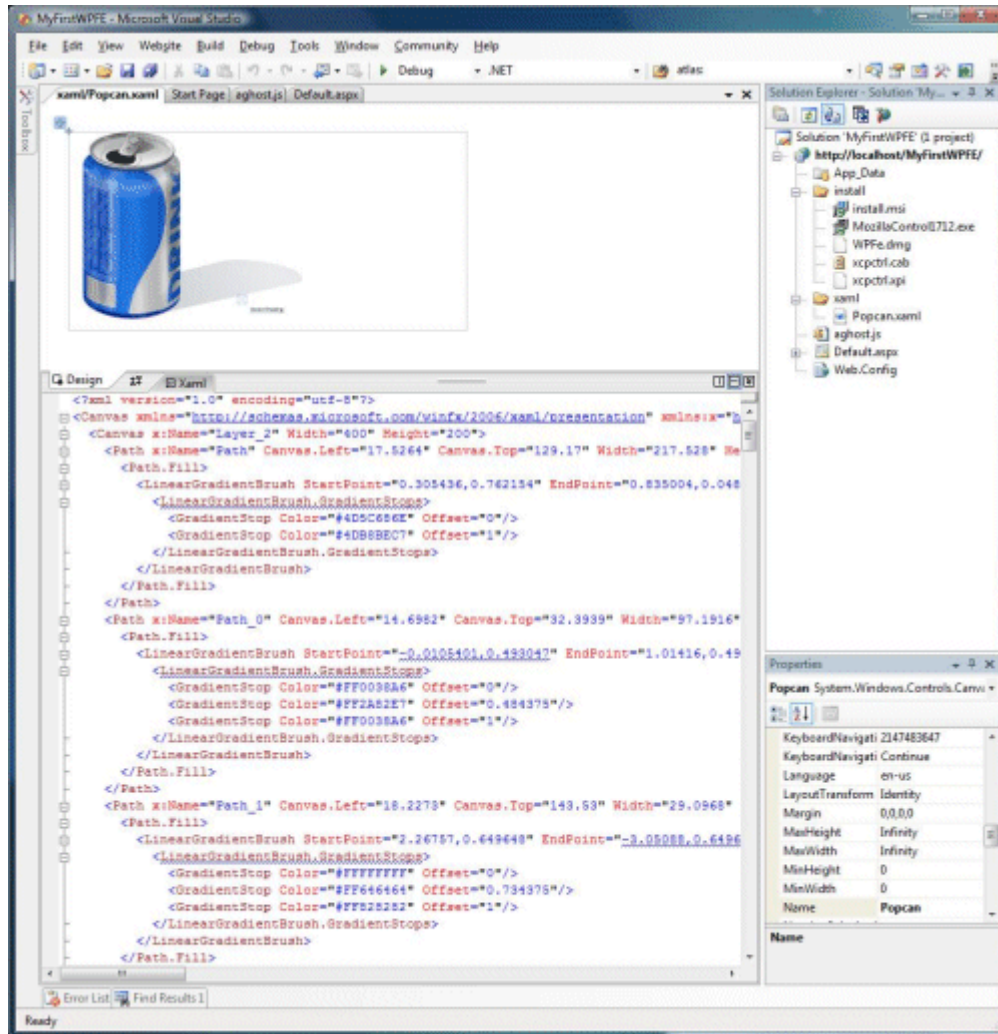 MyFirstWPFE - Microsoft Visual Studio
File Edit View Website Build Debug Tools Window Community Help
Debug .NET atlas:
xaml/Popcan.xaml Start Page aghost.js Default.aspx
Toolbox
DRINK
Design Xaml
<?xml version="1.0" encoding="utf-8"?>
<Canvas xmlns="http://schemas.microsoft.com/winfx/2006/xaml/presentation" xmlns:x="h
<Canvas x:Name="Layer_2" Width="400" Height="200">
<Path x:Name="Path" Canvas.Left="17.5264" Canvas.Top="129.17" Width="217.528" He
<Path.Fill>
<LinearGradientBrush StartPoint="0.305436,0.762154" EndPoint="0.835004,0.048
<LinearGradientBrush.GradientStops>
<GradientStop Color="#4D5C686E" Offset="0"/>
<GradientStop Color="#4DB8BEC7" Offset="1"/>
</LinearGradientBrush.GradientStops>
</LinearGradientBrush>
</Path.Fill>
</Path>
<Path x:Name="Path_0" Canvas.Left="14.6982" Canvas.Top="32.3939" Width="97.1916"
<Path.Fill>
<LinearGradientBrush StartPoint="-0.0105401,0.493047" EndPoint="1.01416,0.49
<LinearGradientBrush.GradientStops>
<GradientStop Color="#FF0038A6" Offset="0"/>
<GradientStop Color="#FF2A82E7" Offset="0.484375"/>
<GradientStop Color="#FF0038A6" Offset="1"/>
</LinearGradientBrush.GradientStops>
</LinearGradientBrush>
</Path.Fill>
</Path>
<Path x:Name="Path_1" Canvas.Left="18.2273" Canvas.Top="143.53" Width="29.0968"
<Path.Fill>
<LinearGradientBrush StartPoint="2.26757,0.649648" EndPoint="-3.05088,0.6496
<LinearGradientBrush.GradientStops>
<GradientStop Color="#FFFFFFFF" Offset="0"/>
<GradientStop Color="#FF646464" Offset="0.734375"/>
<GradientStop Color="#FF828282" Offset="1"/>
</LinearGradientBrush.GradientStops>
</LinearGradientBrush>
</Path.Fill>
Error List Find Results 1
Ready
Solution Explorer - Solution 'My...
Solution 'MyFirstWPFE' (1 project)
http://localhost/MyFirstWPFE/
App_Data
install
install.msi
MozillaControl1712.exe
WPFe.dmg
xcpctrl.cab
xcpctrl.xpi
xaml
Popcan.xaml
aghost.js
Default.aspx
Web.Config
Properties
Popcan System.Windows.Controls.Canv
KeyboardNavigati 2147483647
KeyboardNavigati Continue
Language en-us
LayoutTransform Identity
Margin 0,0,0,0
MaxHeight Infinity
MaxWidth Infinity
MinHeight 0
MinWidth 0
Name Popcan
Name